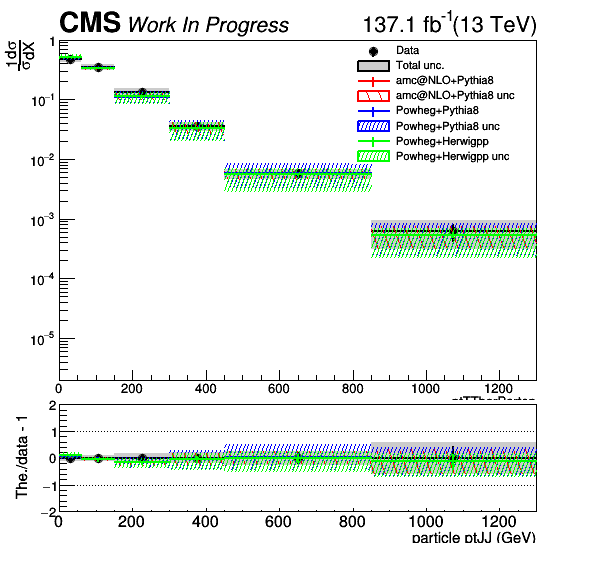 CMS Work In Progress 137.1 fb⁻¹(13 TeV)
1 dσ
σ dX
Data
Total unc.
amc@NLO+Pythia8
amc@NLO+Pythia8 unc
Powheg+Pythia8
Powheg+Pythia8 unc
Powheg+Herwigpp
Powheg+Herwigpp unc
1
10⁻¹
10⁻²
10⁻³
10⁻⁴
10⁻⁵
0 200 400 600 800 1000 1200
The./data - 1
2
1
0
−1
−2
0 200 400 600 800 1000 1200
particle ptJJ (GeV)